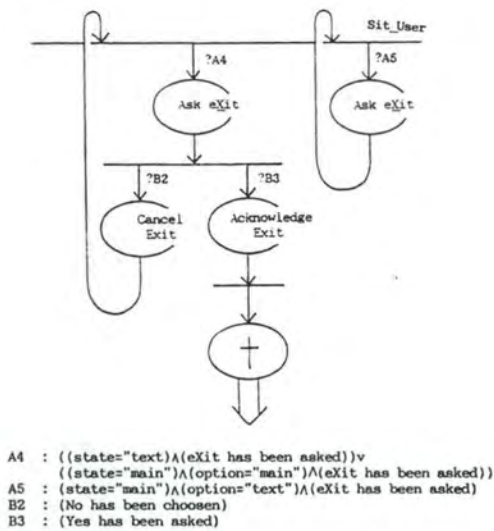 Sit_User
?A4
?A5
Ask eXit
Ask eXit
?B2
?B3
Cancel
Exit
Acknowledge
Exit
A4 : ((state="text)∧(eXit has been asked))v
((state="main")∧(option="main")∧(eXit has been asked))
A5 : (state="main")∧(option="text")∧(eXit has been asked)
B2 : (No has been choosen)
B3 : (Yes has been asked)